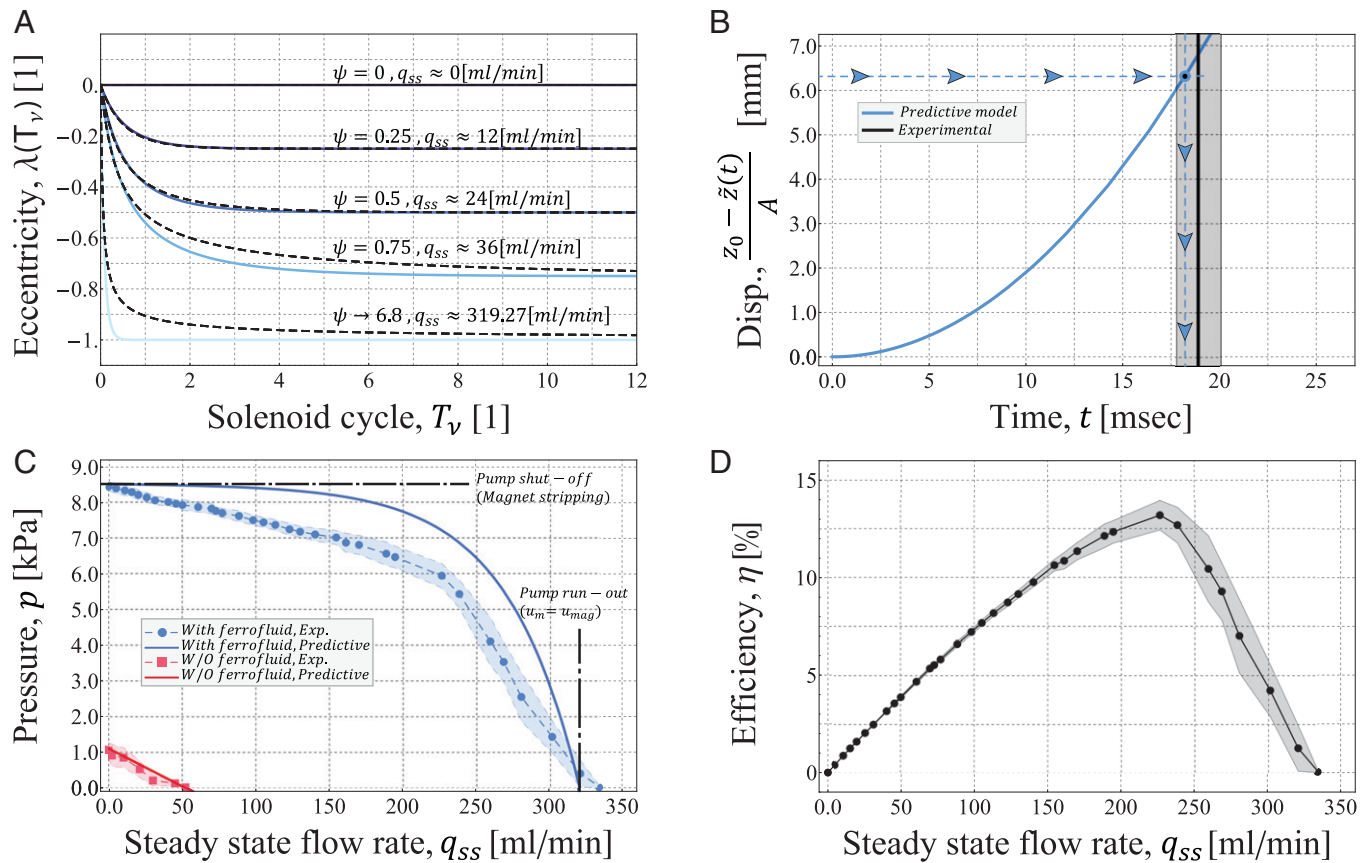 A
Eccentricity, λ(T_ν) [1]
0
−0.2
−0.4
−0.6
−0.8
−1.
ψ = 0 , q_ss ≈ 0[ml/min]
ψ = 0.25 , q_ss ≈ 12[ml/min]
ψ = 0.5 , q_ss ≈ 24[ml/min]
ψ = 0.75 , q_ss ≈ 36[ml/min]
ψ → 6.8 , q_ss ≈ 319.27[ml/min]
0 2 4 6 8 10 12
Solenoid cycle, T_ν [1]
B
Disp., (z_0 − z̃(t))/A [mm]
7.0
6.0
5.0
4.0
3.0
2.0
1.0
0.0
Predictive model
Experimental
0 5 10 15 20 25
Time, t [msec]
C
Pressure, p [kPa]
9.0
8.0
7.0
6.0
5.0
4.0
3.0
2.0
1.0
0.0
Pump shut − off
(Magnet stripping)
Pump run − out
(u_m = u_mag)
With ferrofluid, Exp.
With ferrofluid, Predictive
W/O ferrofluid, Exp.
W/O ferrofluid, Predictive
0.0 50 100 150 200 250 300 350
Steady state flow rate, q_ss [ml/min]
D
Efficiency, η [%]
15
10
5
0
0 50 100 150 200 250 300 350
Steady state flow rate, q_ss [ml/min]